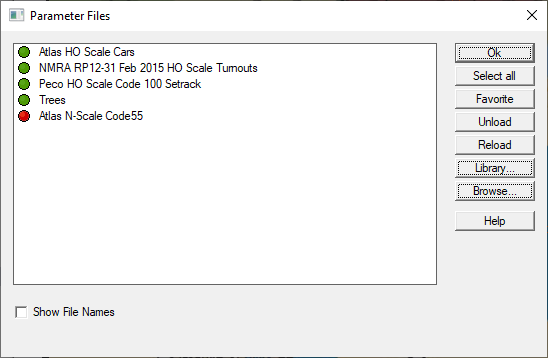 Parameter Files
Atlas HO Scale Cars
NMRA RP12-31 Feb 2015 HO Scale Turnouts
Peco HO Scale Code 100 Setrack
Trees
Atlas N-Scale Code55
Ok
Select all
Favorite
Unload
Reload
Library...
Browse...
Help
Show File Names